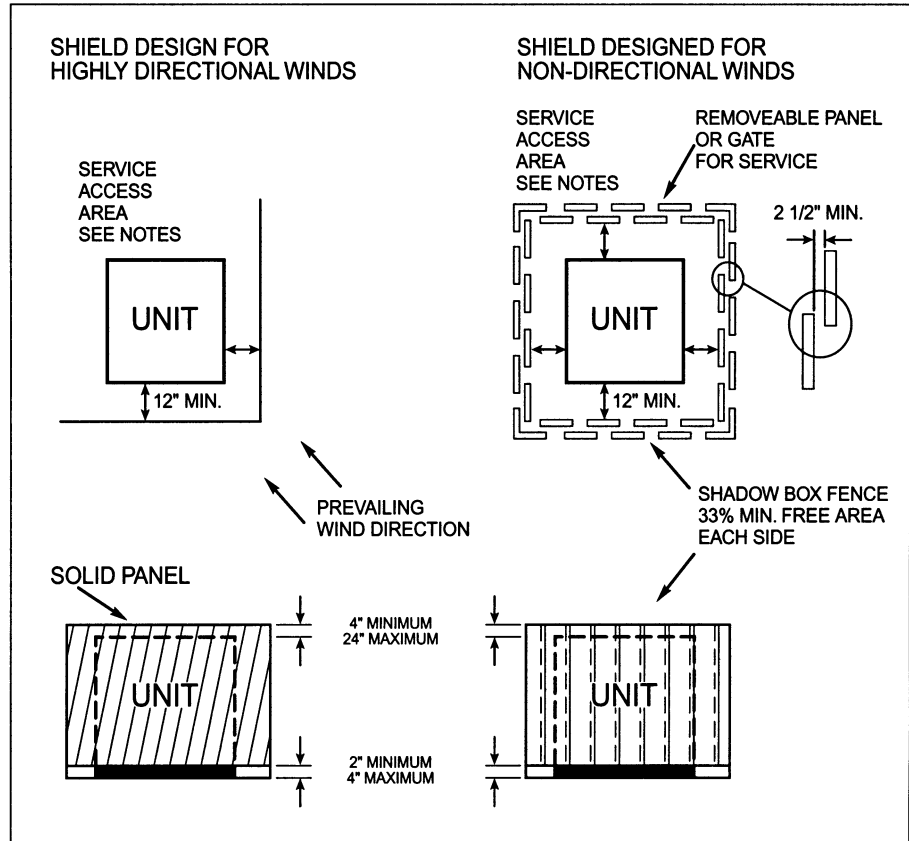 SHIELD DESIGN FOR
HIGHLY DIRECTIONAL WINDS
SERVICE
ACCESS
AREA
SEE NOTES
UNIT
12" MIN.
PREVAILING
WIND DIRECTION
SHIELD DESIGNED FOR
NON-DIRECTIONAL WINDS
SERVICE
ACCESS
AREA
SEE NOTES
REMOVEABLE PANEL
OR GATE
FOR SERVICE
2 1/2" MIN.
UNIT
12" MIN.
SHADOW BOX FENCE
33% MIN. FREE AREA
EACH SIDE
SOLID PANEL
UNIT
4" MINIMUM
24" MAXIMUM
2" MINIMUM
4" MAXIMUM
UNIT